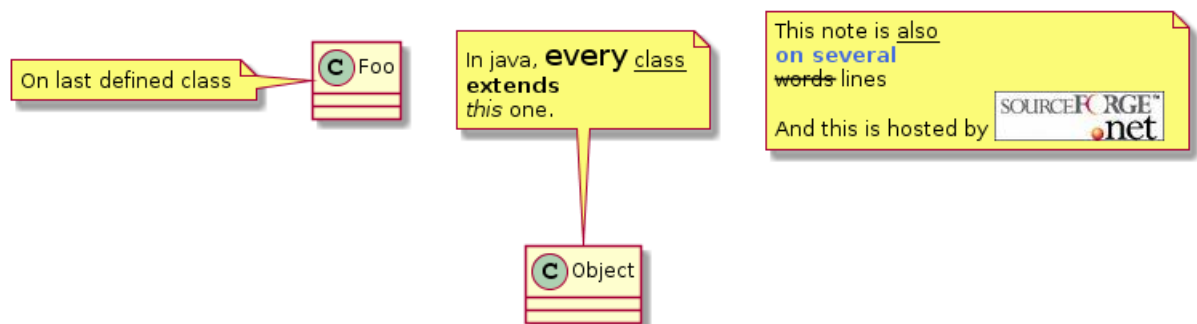 On last defined class
C Foo
In java, every class
extends
this one.
C Object
This note is also
on several
words lines
And this is hosted by SOURCEFORGE™
.net